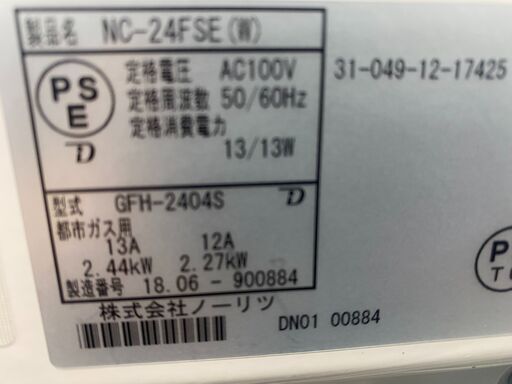 製品名 NC-24FSE(W)
PSE
定格電圧 AC100V
31-049-12-17425
定格周波数 50/60Hz
定格消費電力
13/13W
型式 GFH-2404S
都市ガス用
13A 12A
2.44kW 2.27kW
製造番号 18.06 - 900884
株式会社ノーリツ
DN01 00884